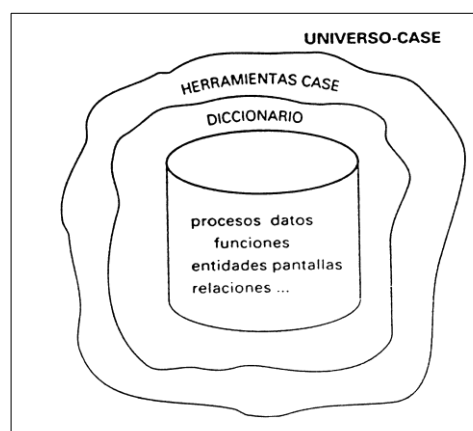 UNIVERSO-CASE
HERRAMIENTAS CASE
DICCIONARIO
procesos datos
funciones
entidades pantallas
relaciones ...